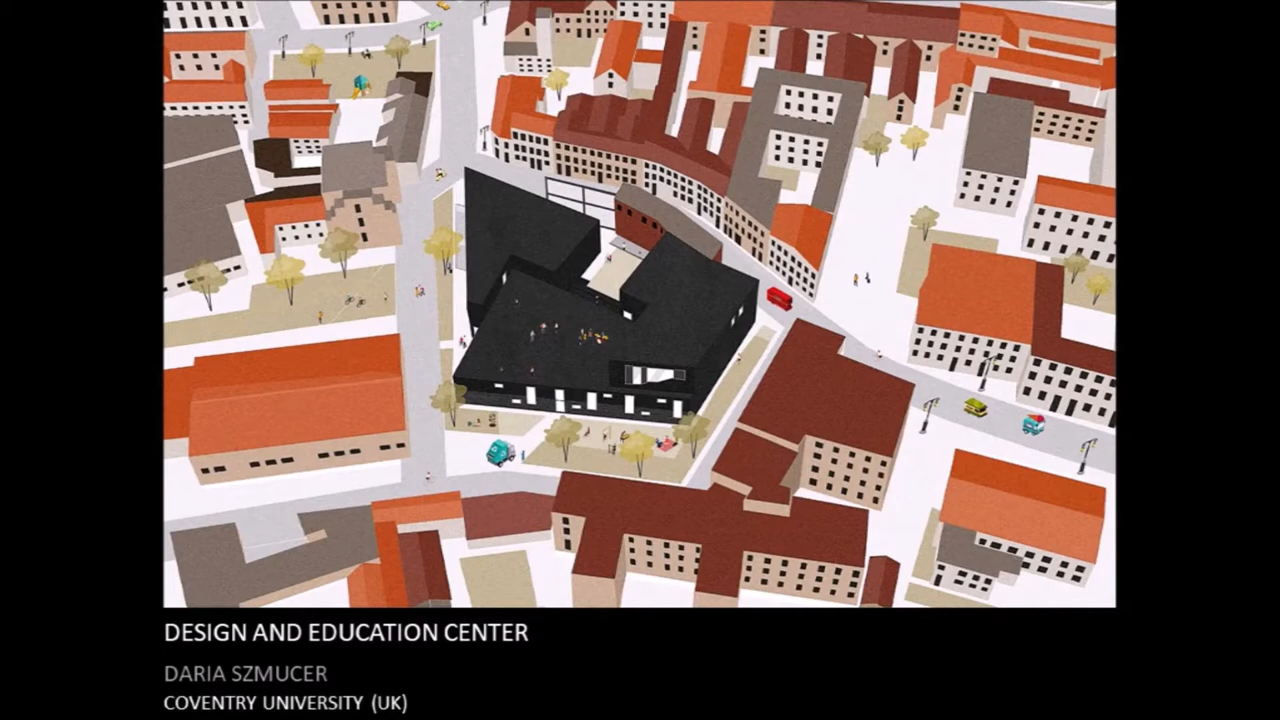 DESIGN AND EDUCATION CENTER
DARIA SZMUCER
COVENTRY UNIVERSITY (UK)